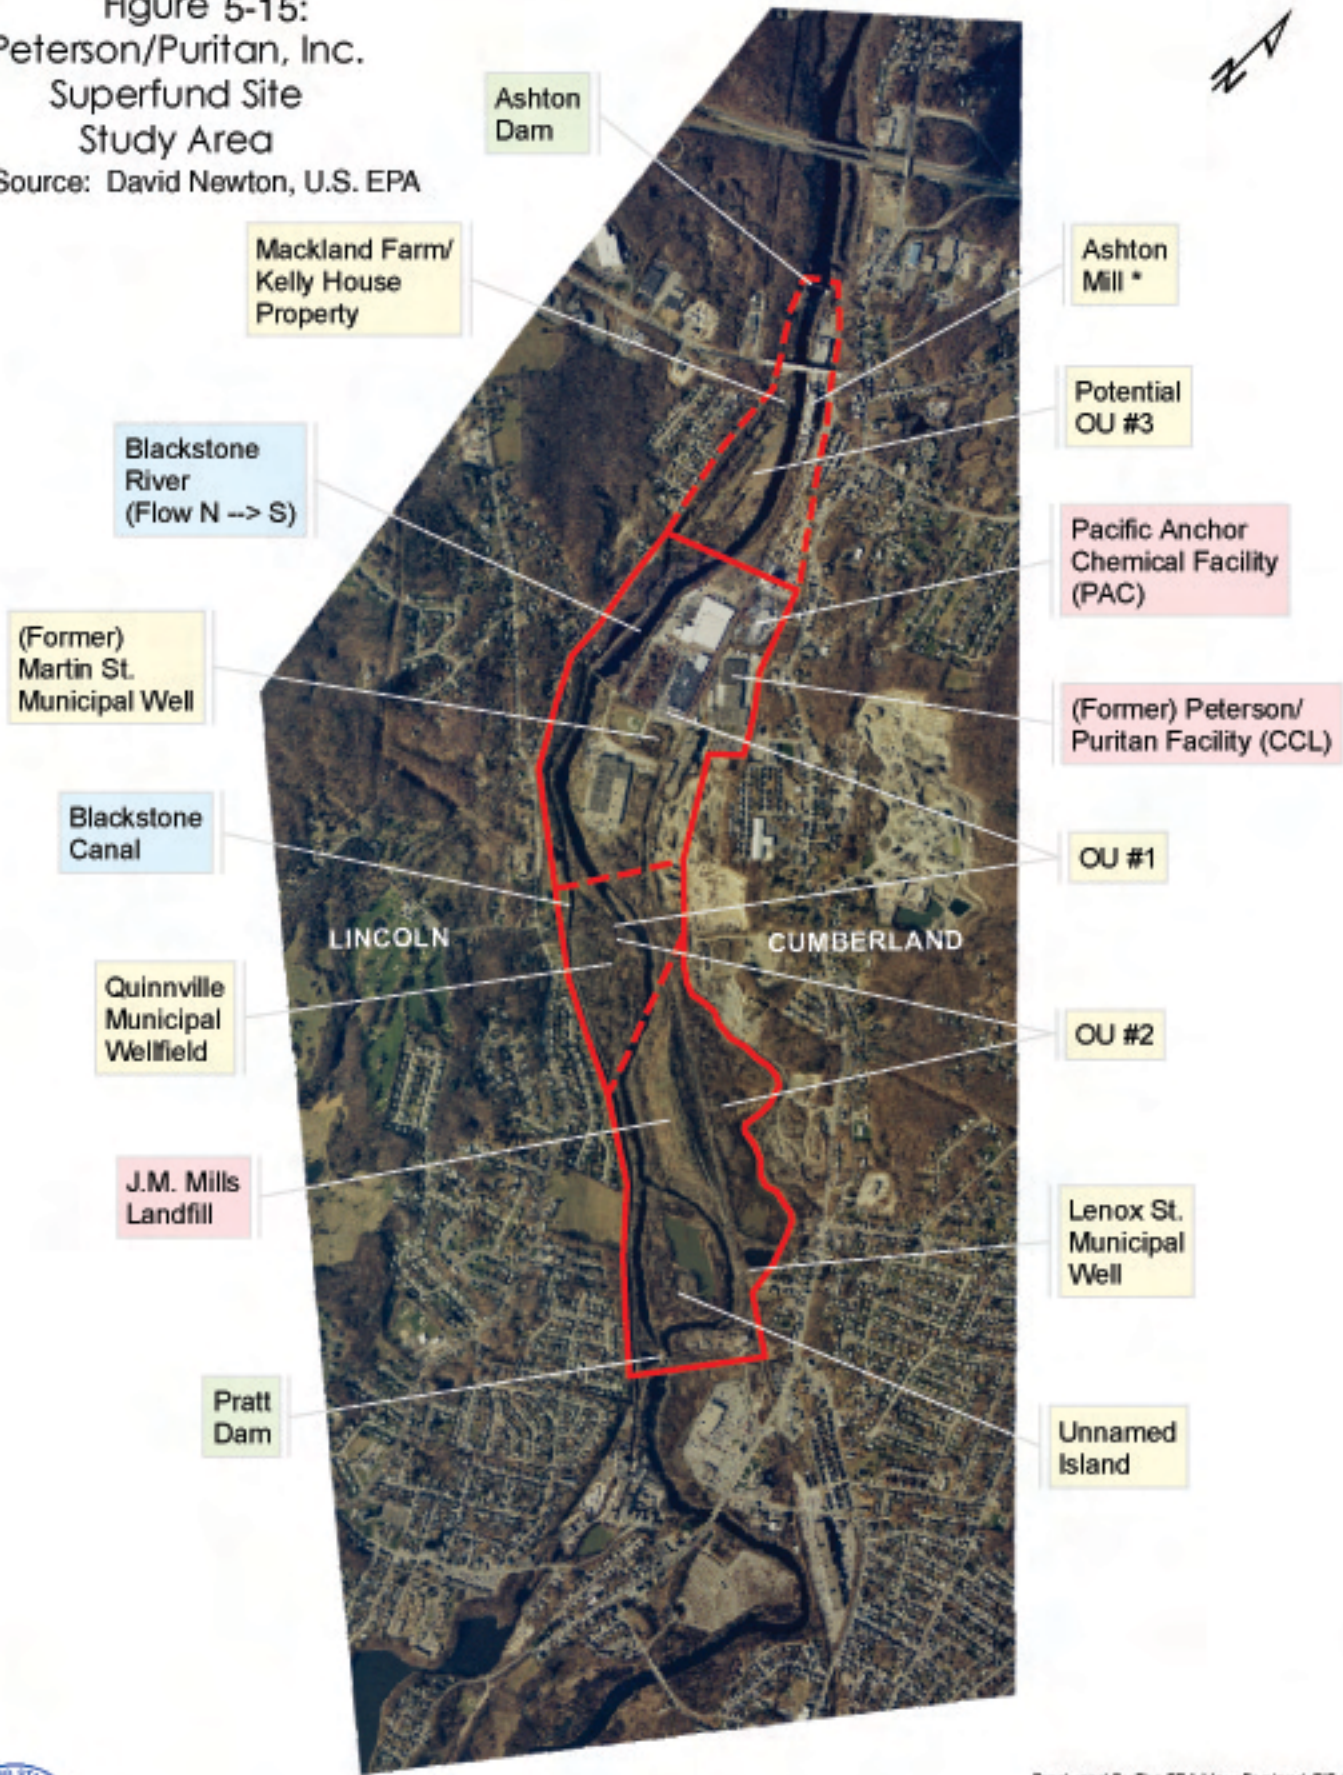 Figure 5-15:
Peterson/Puritan, Inc.
Superfund Site
Study Area
Source: David Newton, U.S. EPA
N
Ashton
Dam
Mackland Farm/
Kelly House
Property
Ashton
Mill *
Potential
OU #3
Blackstone
River
(Flow N --> S)
Pacific Anchor
Chemical Facility
(PAC)
(Former)
Martin St.
Municipal Well
(Former) Peterson/
Puritan Facility (CCL)
Blackstone
Canal
OU #1
LINCOLN
CUMBERLAND
Quinnville
Municipal
Wellfield
OU #2
J.M. Mills
Landfill
Lenox St.
Municipal
Well
Pratt
Dam
Unnamed
Island